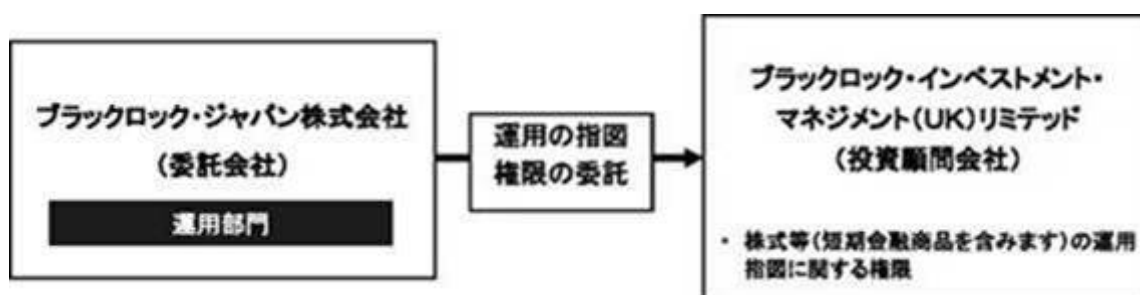 ブラックロック・ジャパン株式会社
(委託会社)
運用部門
運用の指図
権限の委託
ブラックロック・インベストメント・
マネジメント(UK)リミテッド
(投資顧問会社)
・ 株式等(短期金融商品を含みます)の運用
指図に関する権限